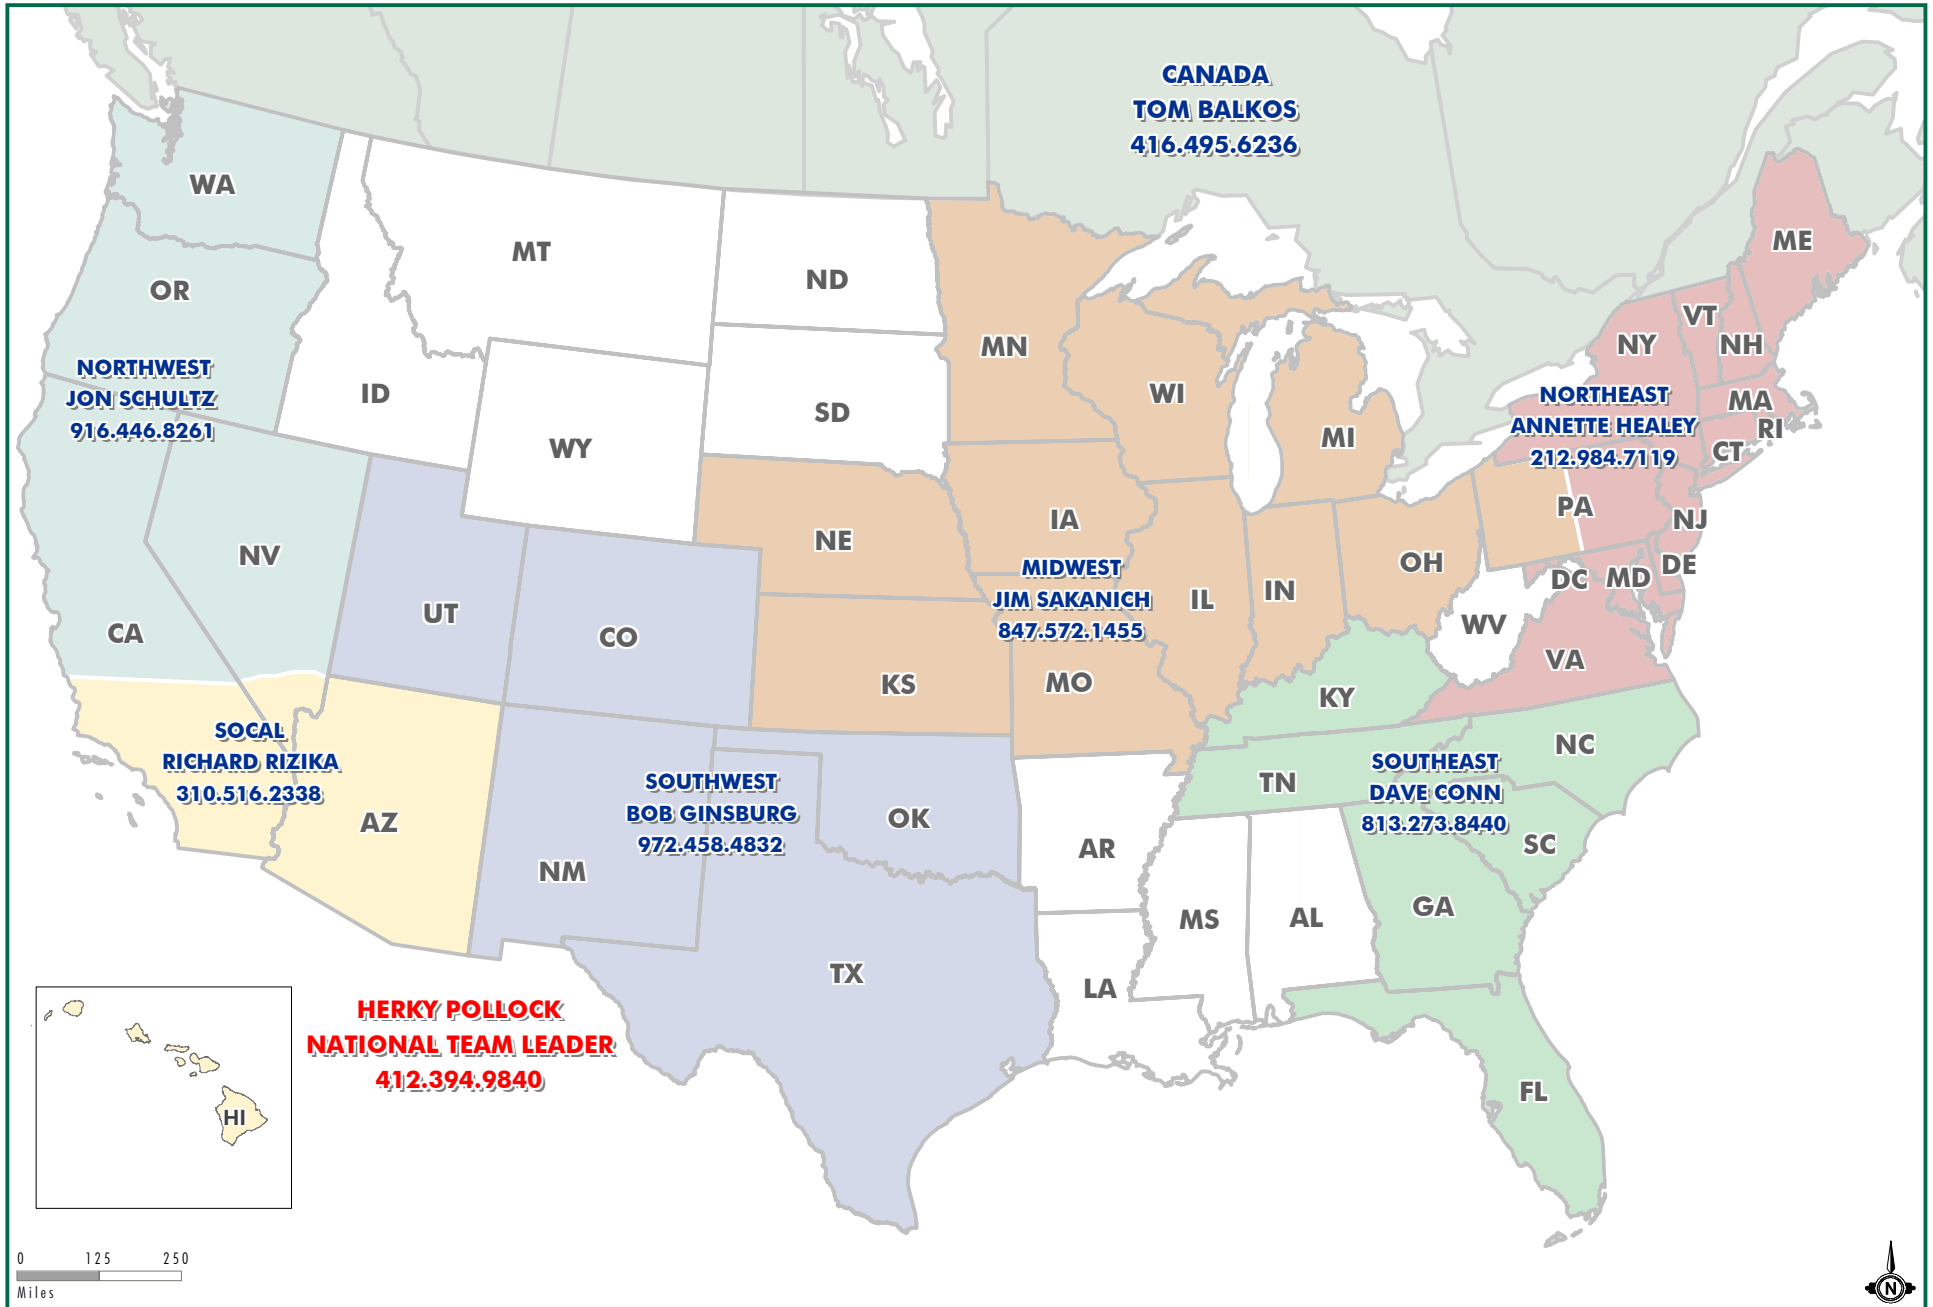 CANADA
TOM BALKOS
416.495.6236
WA
ME
MT
ND
OR
VT
NY
NH
MN
NORTHWEST
JON SCHULTZ
916.446.8261
ID
WI
NORTHEAST
ANNETTE HEALEY
212.984.7119
MA
SD
RI
MI
WY
CT
PA
IA
NJ
NE
NV
OH
DE
MIDWEST
JIM SAKANICH
847.572.1455
DC
MD
IN
IL
UT
WV
CA
CO
VA
KS
MO
KY
SOCAL
RICHARD RIZIKA
310.516.2338
NC
SOUTHEAST
DAVE CONN
813.273.8440
TN
SOUTHWEST
BOB GINSBURG
972.458.4832
AZ
OK
SC
AR
NM
GA
MS
AL
TX
LA
HERKY POLLOCK
NATIONAL TEAM LEADER
412.394.9840
FL
HI
0 125 250
Miles
N